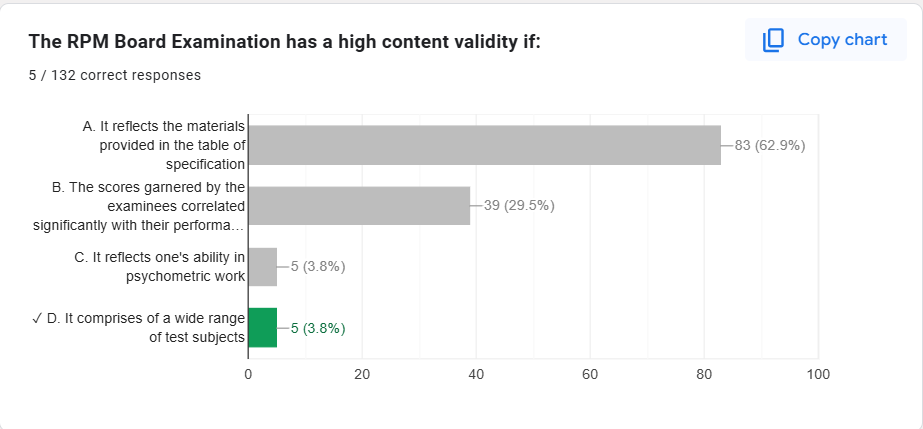 The RPM Board Examination has a high content validity if:
Copy chart
5 / 132 correct responses
A. It reflects the materials
provided in the table of
specification
83 (62.9%)
B. The scores garnered by the
examinees correlated
significantly with their performa...
39 (29.5%)
C. It reflects one's ability in
psychometric work
5 (3.8%)
✓ D. It comprises of a wide range
of test subjects
5 (3.8%)
0 20 40 60 80 100